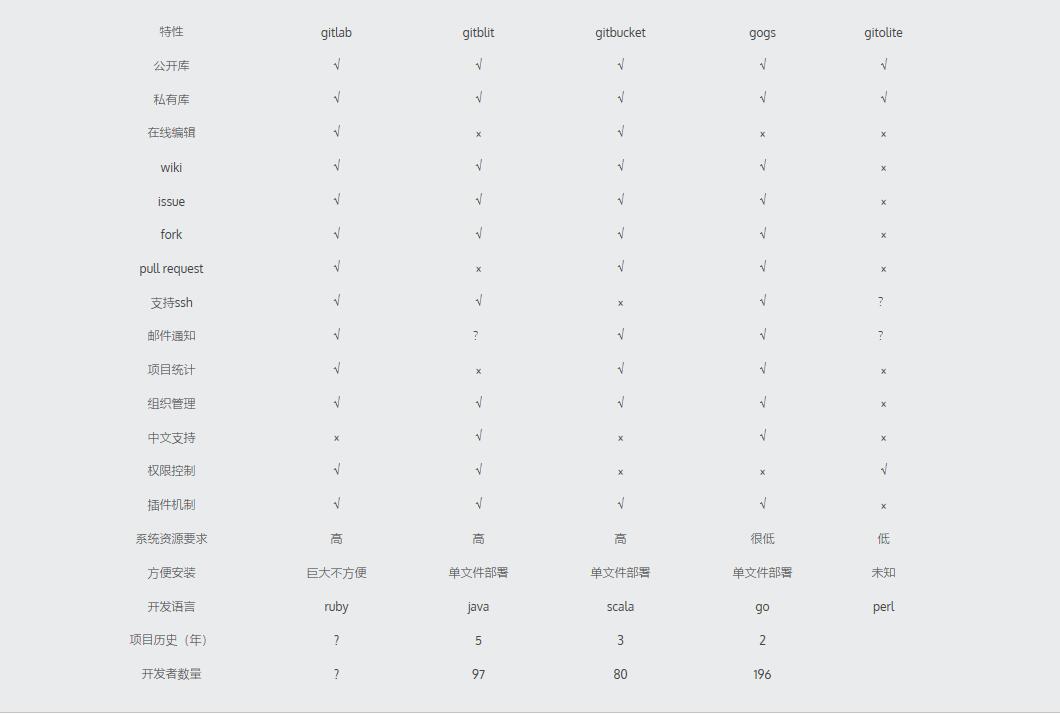 特性 gitlab gitblit gitbucket gogs gitolite
公开库 √ √ √ √ √
私有库 √ √ √ √ √
在线编辑 √ × √ × ×
wiki √ √ √ √ ×
issue √ √ √ √ ×
fork √ √ √ √ ×
pull request √ × √ √ ×
支持ssh √ √ × √ ?
邮件通知 √ ? √ √ ?
项目统计 √ × √ √ ×
组织管理 √ √ √ √ ×
中文支持 × √ × √ ×
权限控制 √ √ × × √
插件机制 √ √ √ √ ×
系统资源要求 高 高 高 很低 低
方便安装 巨大不方便 单文件部署 单文件部署 单文件部署 未知
开发语言 ruby java scala go perl
项目历史（年） ? 5 3 2
开发者数量 ? 97 80 196